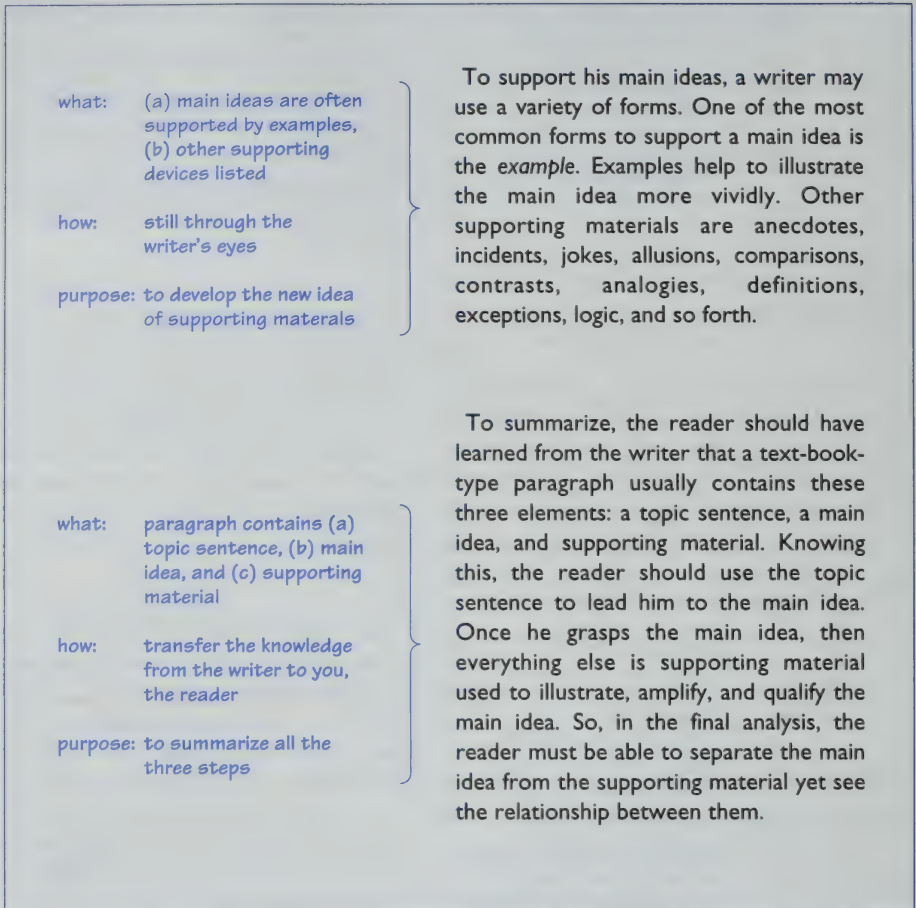 what: (a) main ideas are often
supported by examples,
(b) other supporting
devices listed
how: still through the
writer's eyes
purpose: to develop the new idea
of supporting materals
To support his main ideas, a writer may
use a variety of forms. One of the most
common forms to support a main idea is
the example. Examples help to illustrate
the main idea more vividly. Other
supporting materials are anecdotes,
incidents, jokes, allusions, comparisons,
contrasts, analogies, definitions,
exceptions, logic, and so forth.
what: paragraph contains (a)
topic sentence, (b) main
idea, and (c) supporting
material
how: transfer the knowledge
from the writer to you,
the reader
purpose: to summarize all the
three steps
To summarize, the reader should have
learned from the writer that a text-book-
type paragraph usually contains these
three elements: a topic sentence, a main
idea, and supporting material. Knowing
this, the reader should use the topic
sentence to lead him to the main idea.
Once he grasps the main idea, then
everything else is supporting material
used to illustrate, amplify, and qualify the
main idea. So, in the final analysis, the
reader must be able to separate the main
idea from the supporting material yet see
the relationship between them.